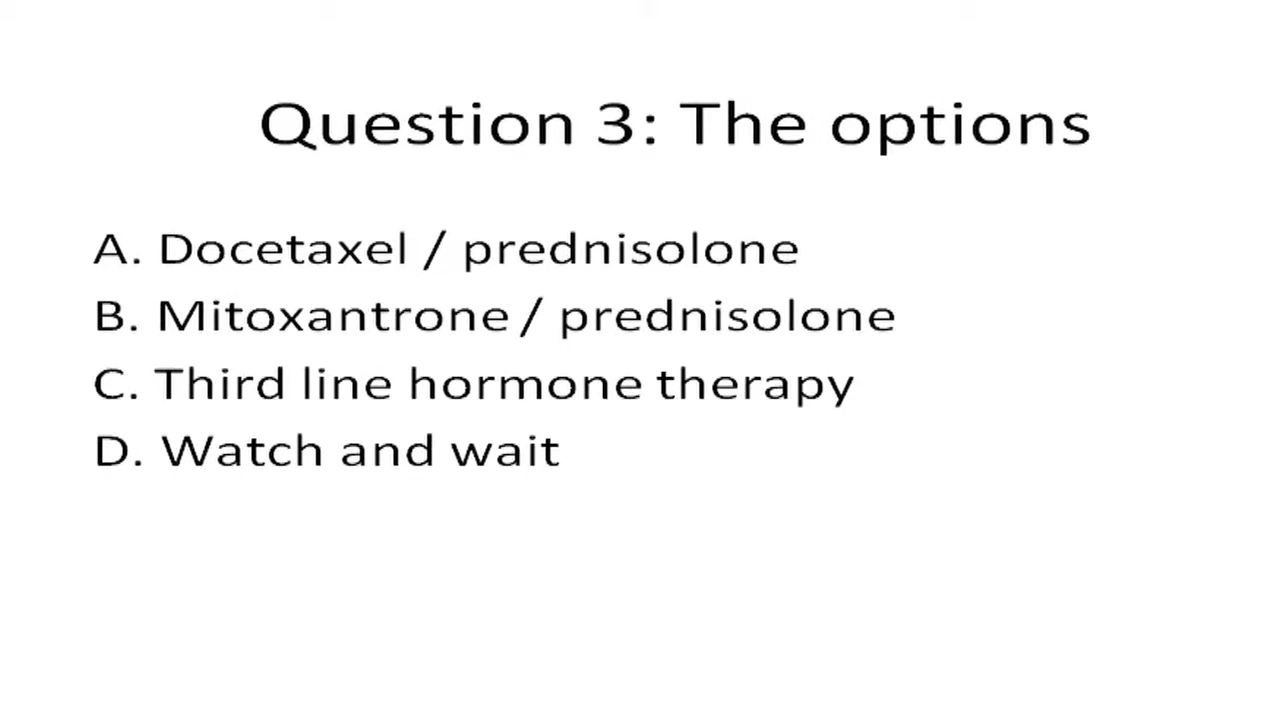 Question 3: The options
A. Docetaxel / prednisolone
B. Mitoxantrone / prednisolone
C. Third line hormone therapy
D. Watch and wait